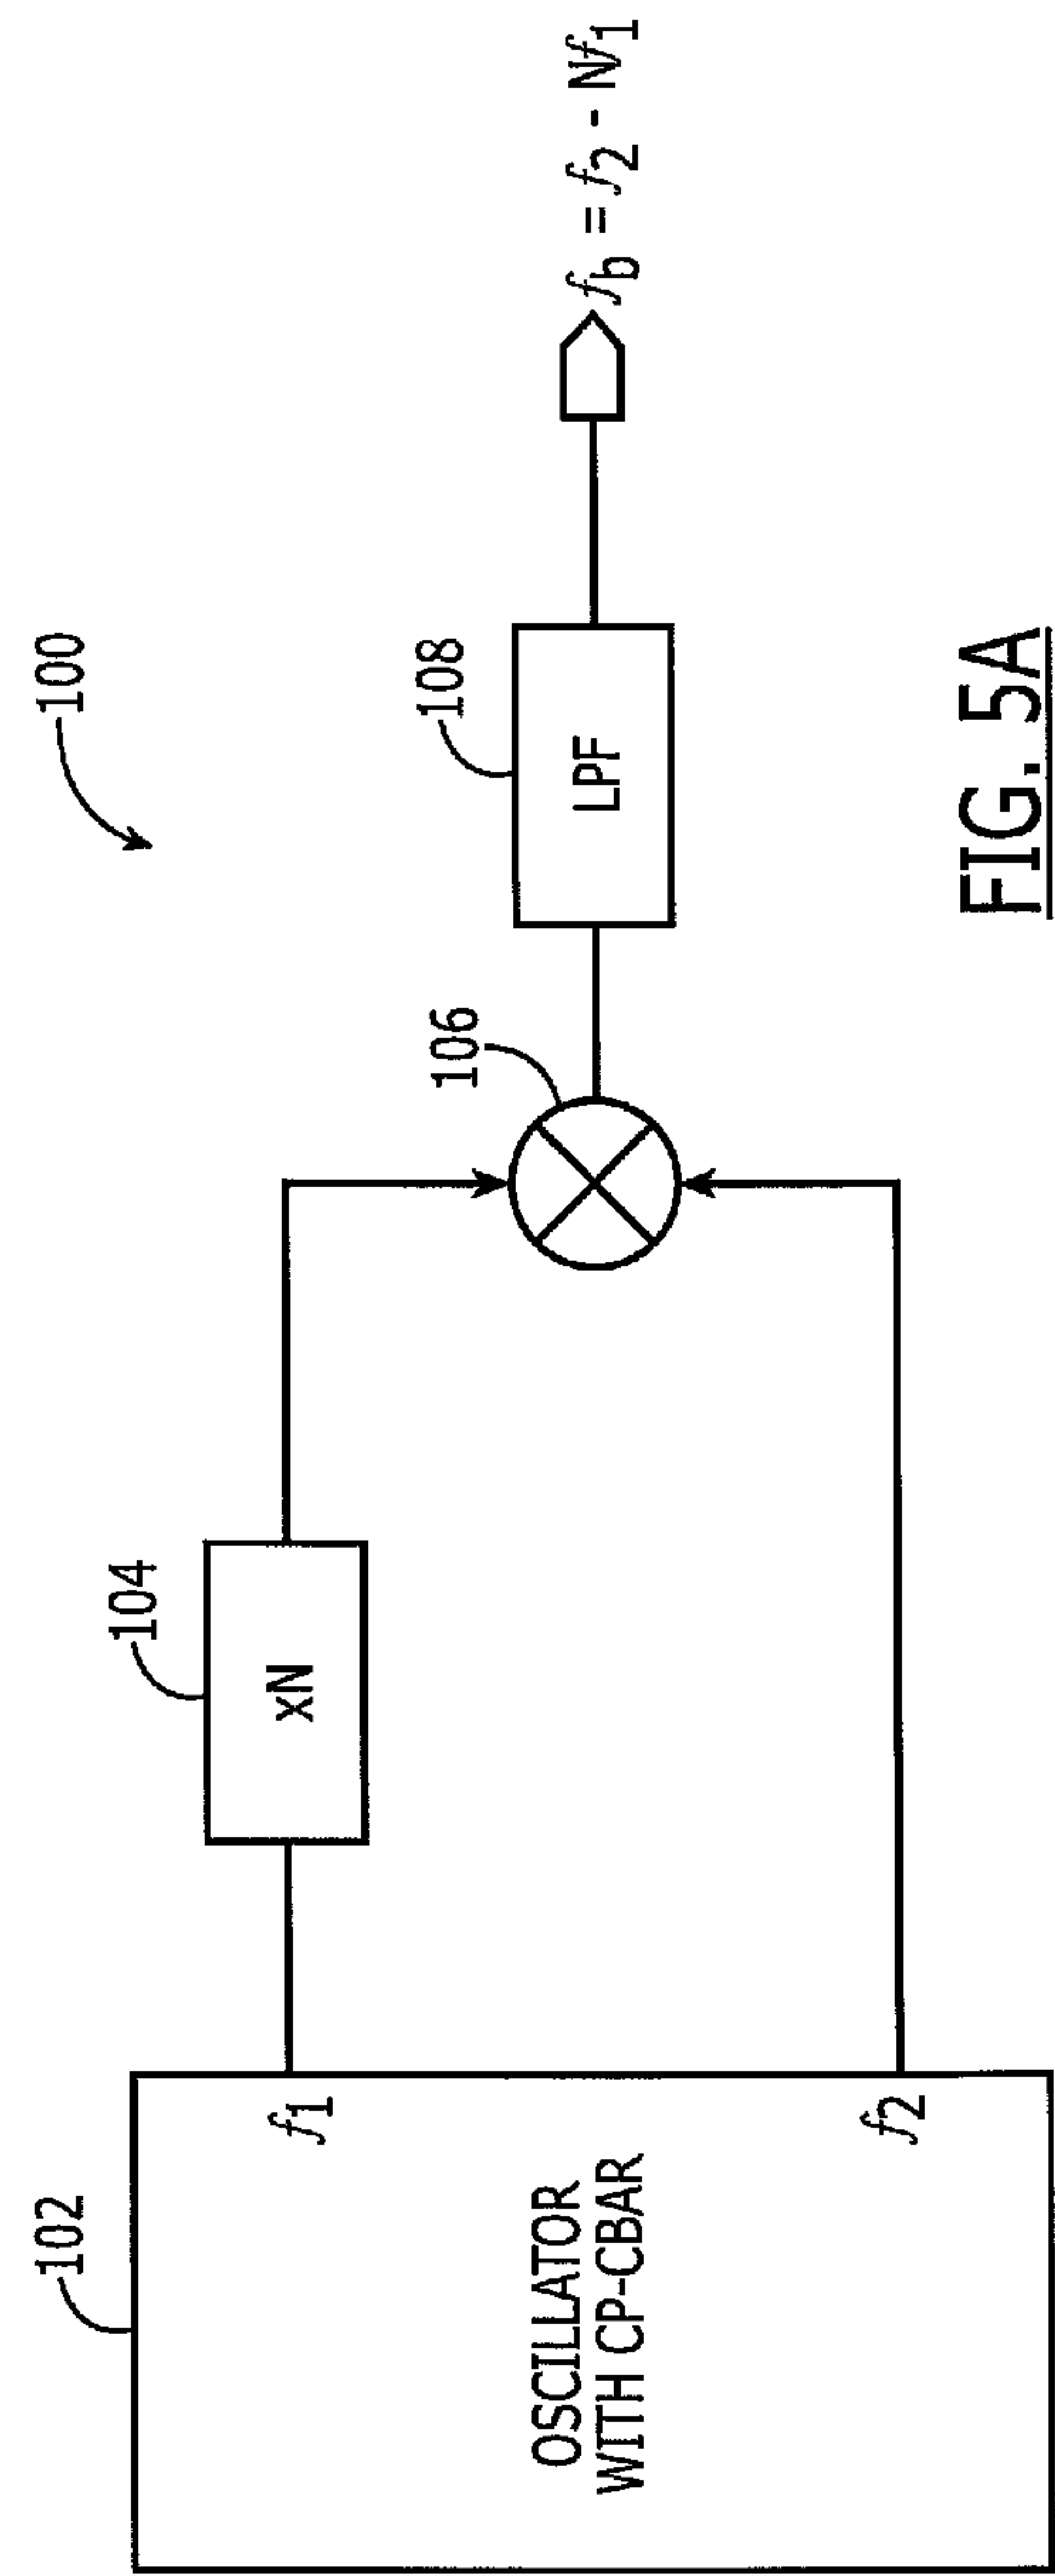 100
102
OSCILLATOR
WITH CP-CBAR
f1
f2
104
xN
106
108
LPF
fb = f2 - Nf1
FIG. 5A